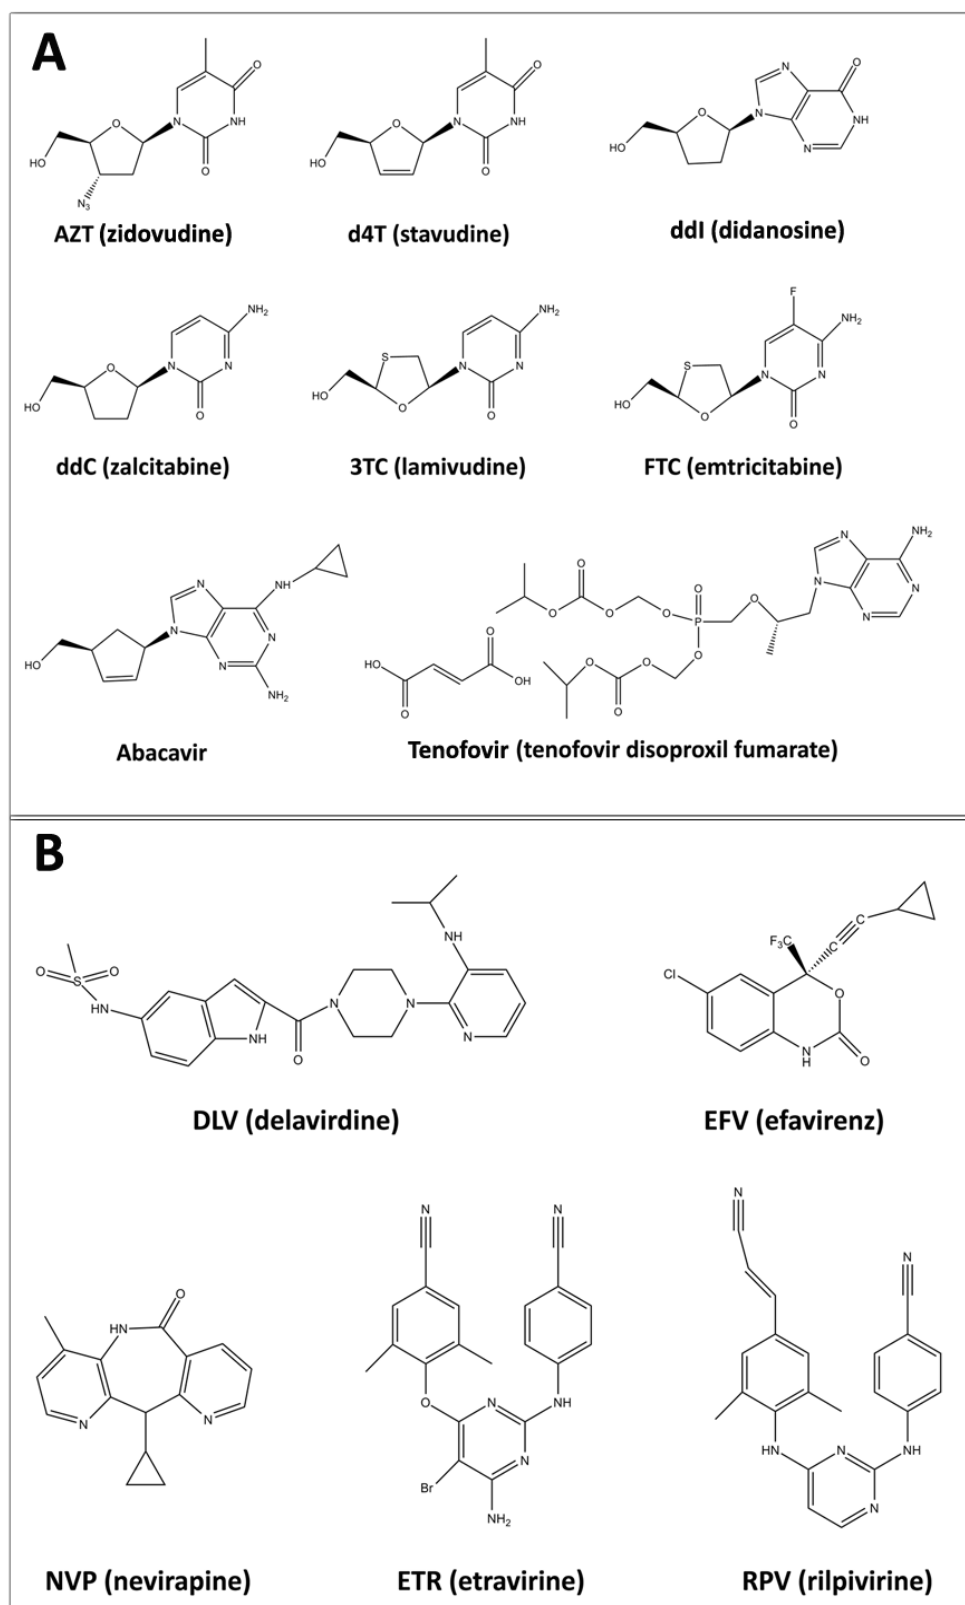 A
AZT (zidovudine)
d4T (stavudine)
ddI (didanosine)
ddC (zalcitabine)
3TC (lamivudine)
FTC (emtricitabine)
Abacavir
Tenofovir (tenofovir disoproxil fumarate)
B
DLV (delavirdine)
EFV (efavirenz)
NVP (nevirapine)
ETR (etravirine)
RPV (rilpivirine)